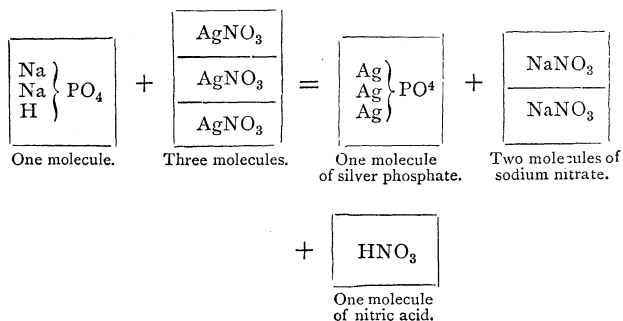 Na
Na
H
PO₄
+
AgNO₃
AgNO₃
AgNO₃
=
Ag
Ag
Ag
PO⁴
+
NaNO₃
NaNO₃
One molecule.
Three molecules.
One molecule
of silver phosphate.
Two molecules of
sodium nitrate.
+
HNO₃
One molecule
of nitric acid.